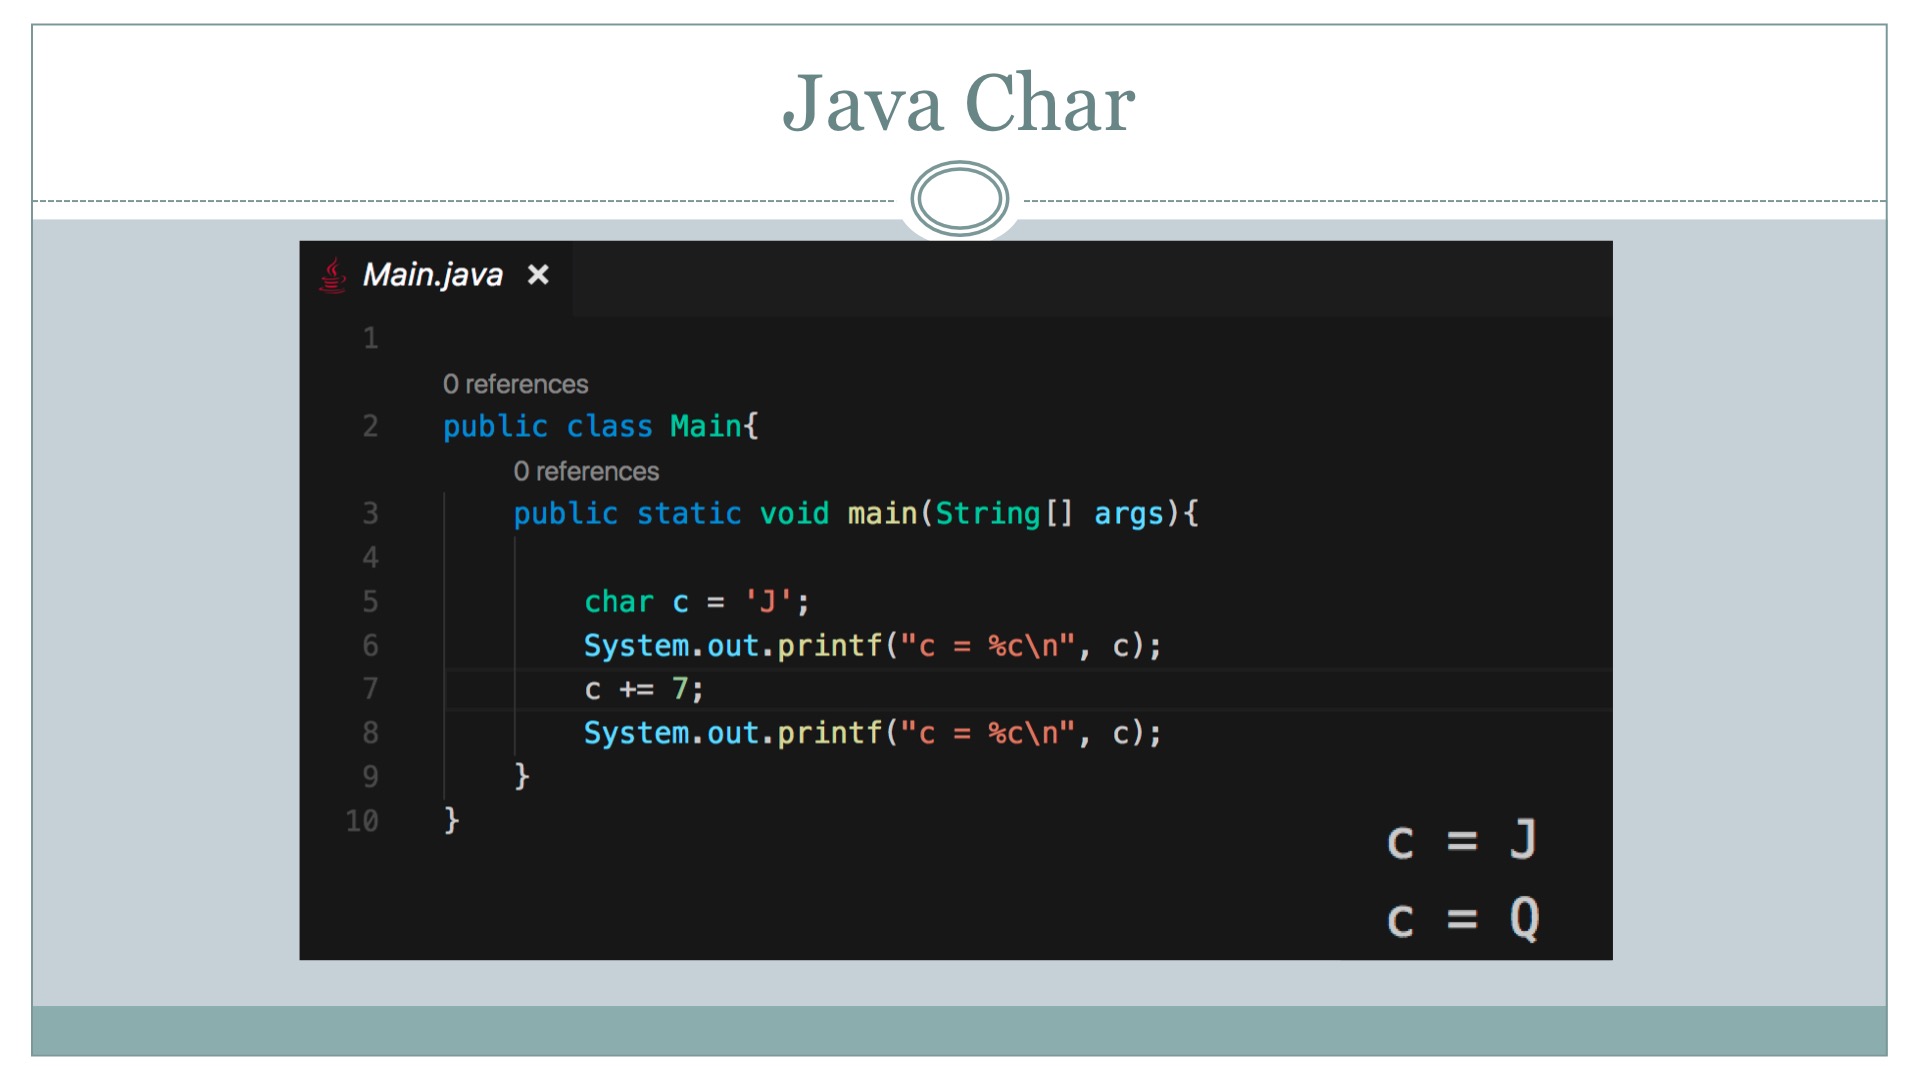 Java Char
Main.java ×
1
0 references
2 public class Main{
0 references
3 public static void main(String[] args){
4
5 char c = 'J';
6 System.out.printf("c = %c\n", c);
7 c += 7;
8 System.out.printf("c = %c\n", c);
9 }
10 }
c = J
c = Q